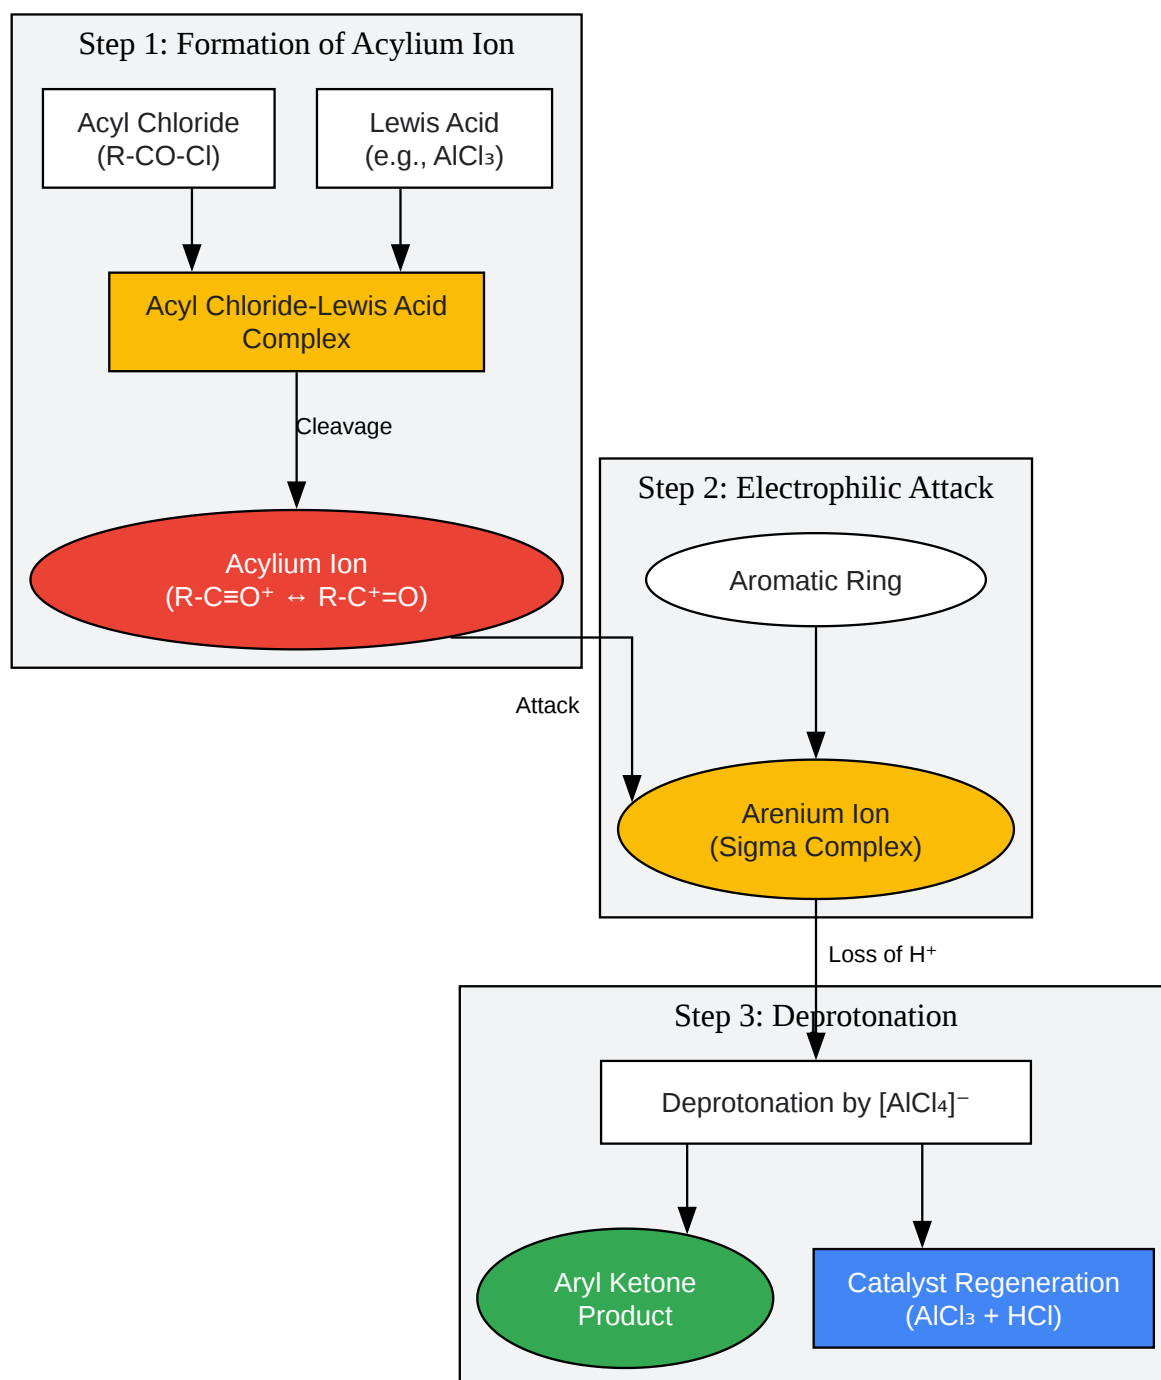 Step 1: Formation of Acylium Ion
Acyl Chloride
(R-CO-Cl)
Lewis Acid
(e.g., AlCl₃)
Acyl Chloride-Lewis Acid
Complex
Cleavage
Acylium Ion
(R-C≡O⁺ ↔ R-C⁺=O)
Attack
Step 2: Electrophilic Attack
Aromatic Ring
Arenium Ion
(Sigma Complex)
Loss of H⁺
Step 3: Deprotonation
Deprotonation by [AlCl₄]⁻
Aryl Ketone
Product
Catalyst Regeneration
(AlCl₃ + HCl)